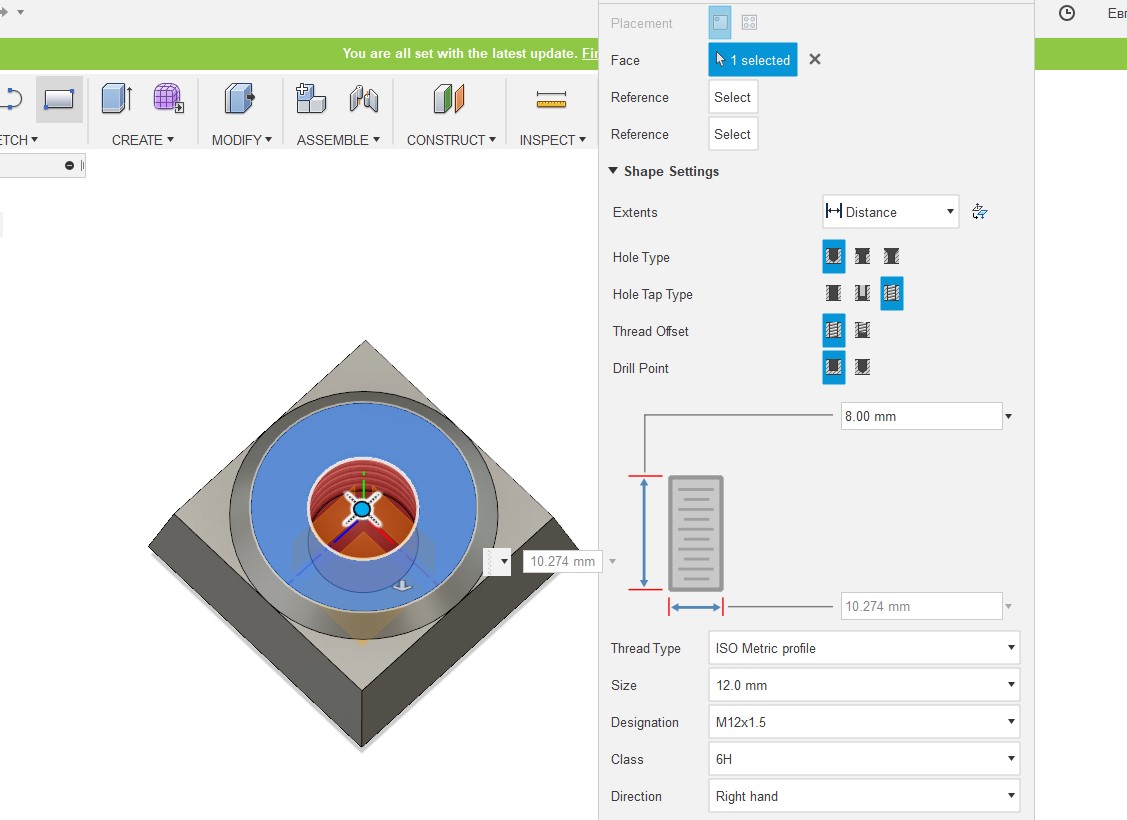 Placement
Евг
You are all set with the latest update. Fin
Face
1 selected
Reference
Select
Reference
Select
ETCH
CREATE
MODIFY
ASSEMBLE
CONSTRUCT
INSPECT
Shape Settings
Extents
Distance
Hole Type
Hole Tap Type
Thread Offset
Drill Point
8.00 mm
10.274 mm
10.274 mm
Thread Type
ISO Metric profile
Size
12.0 mm
Designation
M12x1.5
Class
6H
Direction
Right hand